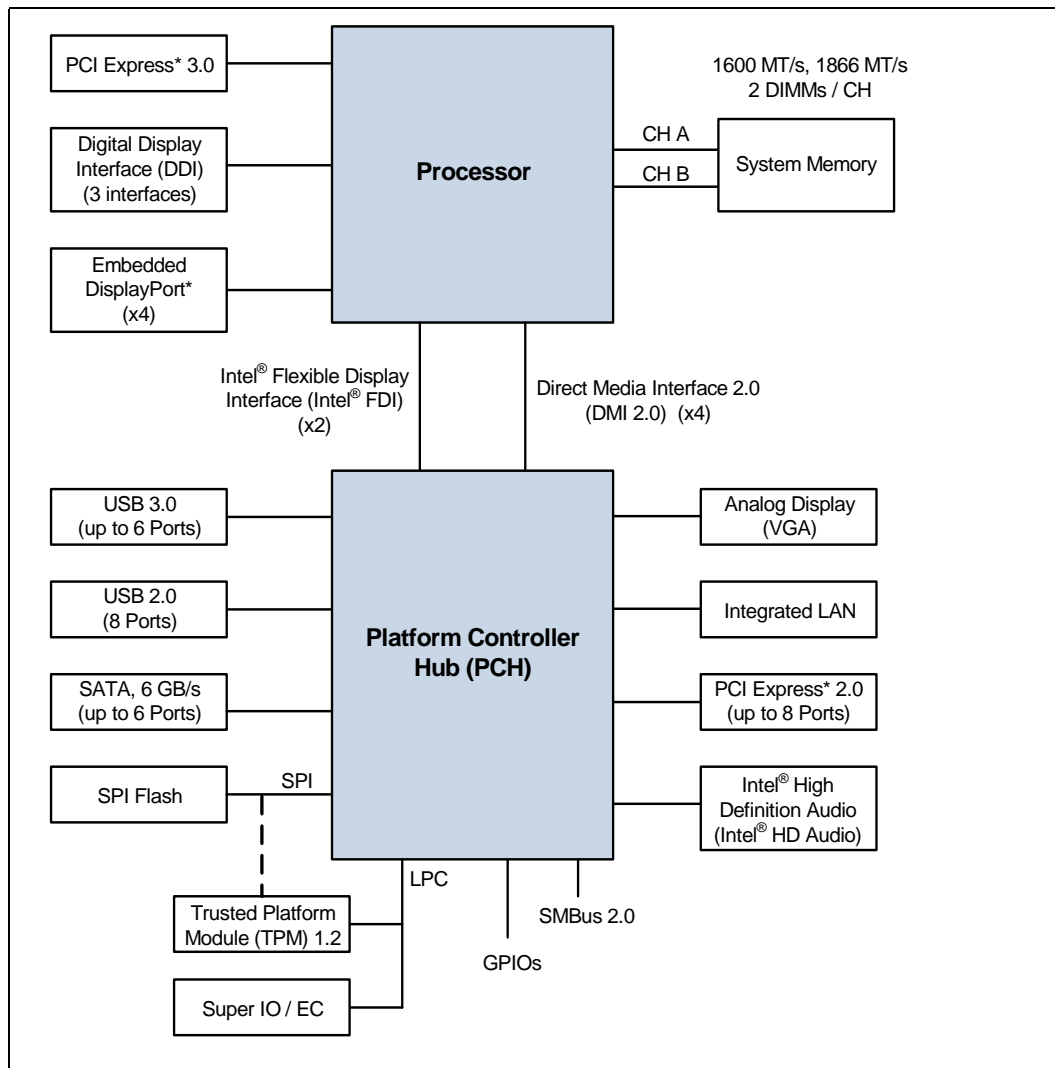 PCI Express* 3.0
Digital Display
Interface (DDI)
(3 interfaces)
Embedded
DisplayPort*
(x4)
Processor
1600 MT/s, 1866 MT/s
2 DIMMs / CH
CH A
CH B
System Memory
Intel® Flexible Display
Interface (Intel® FDI)
(x2)
Direct Media Interface 2.0
(DMI 2.0) (x4)
USB 3.0
(up to 6 Ports)
USB 2.0
(8 Ports)
SATA, 6 GB/s
(up to 6 Ports)
SPI Flash
SPI
Platform Controller
Hub (PCH)
Analog Display
(VGA)
Integrated LAN
PCI Express* 2.0
(up to 8 Ports)
Intel® High
Definition Audio
(Intel® HD Audio)
LPC
Trusted Platform
Module (TPM) 1.2
Super IO / EC
GPIOs
SMBus 2.0